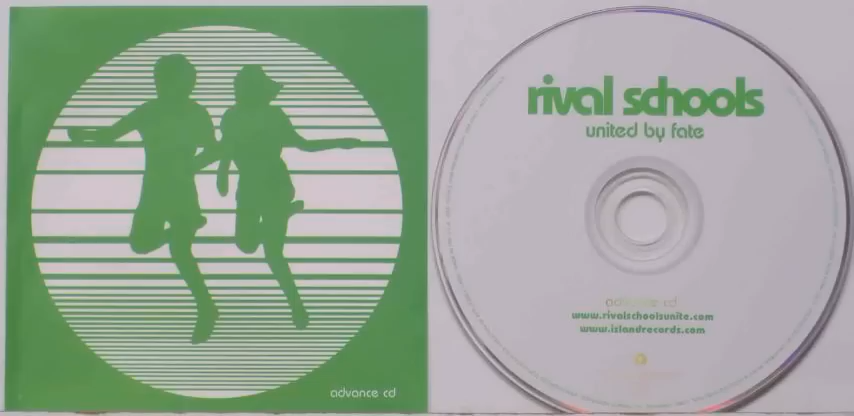 advance cd
rival schools
united by fate
advance cd
www.rivalschoolsunite.com
www.islandrecords.com